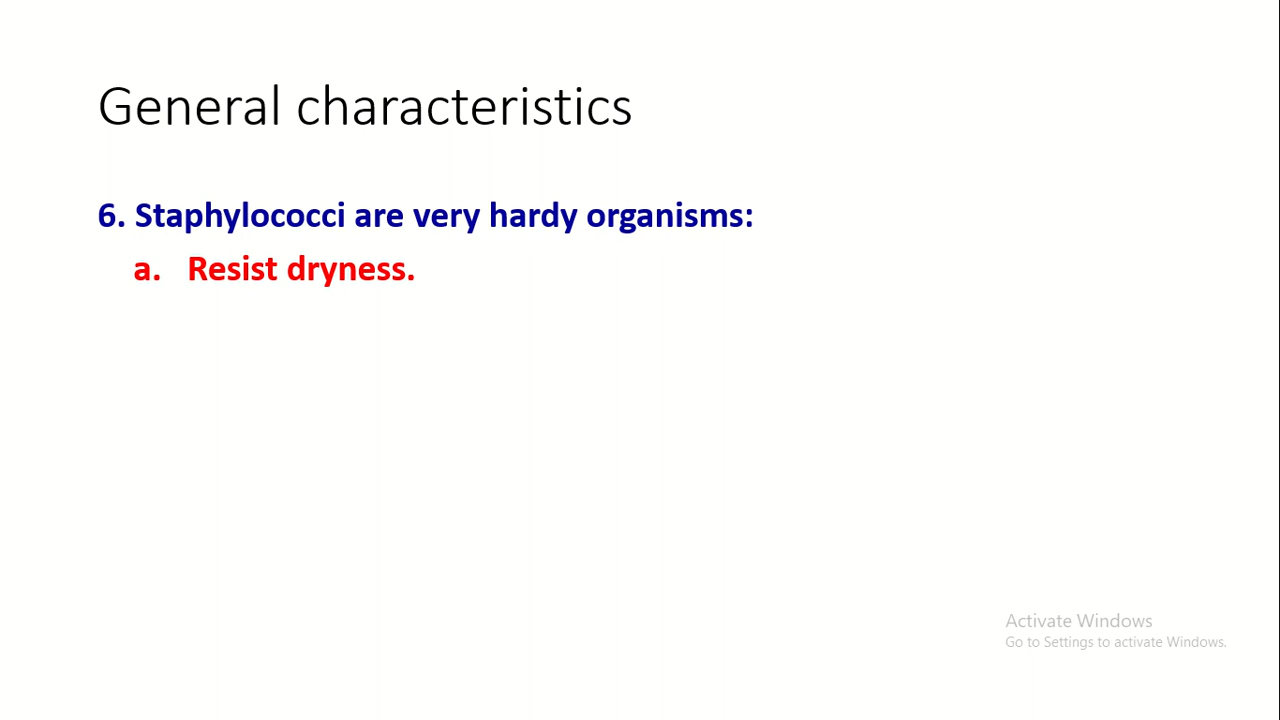 General characteristics
6. Staphylococci are very hardy organisms:
a. Resist dryness.
Activate Windows
Go to Settings to activate Windows.